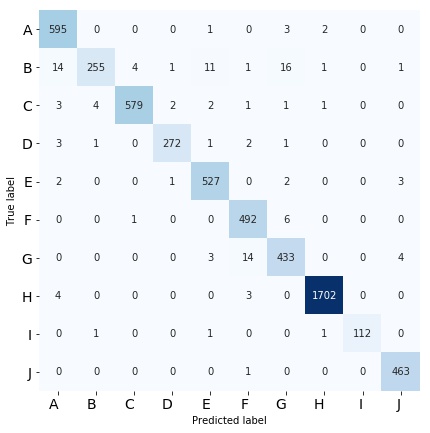 A 595 0 0 0 1 0 3 2 0 0
B 14 255 4 1 11 1 16 1 0 1
C 3 4 579 2 2 1 1 1 0 0
D 3 1 0 272 1 2 1 0 0 0
E 2 0 0 1 527 0 2 0 0 3
F 0 0 1 0 0 492 6 0 0 0
G 0 0 0 0 3 14 433 0 0 4
H 4 0 0 0 0 3 0 1702 0 0
I 0 1 0 0 1 0 0 1 112 0
J 0 0 0 0 0 1 0 0 0 463
A B C D E F G H I J
True label
Predicted label